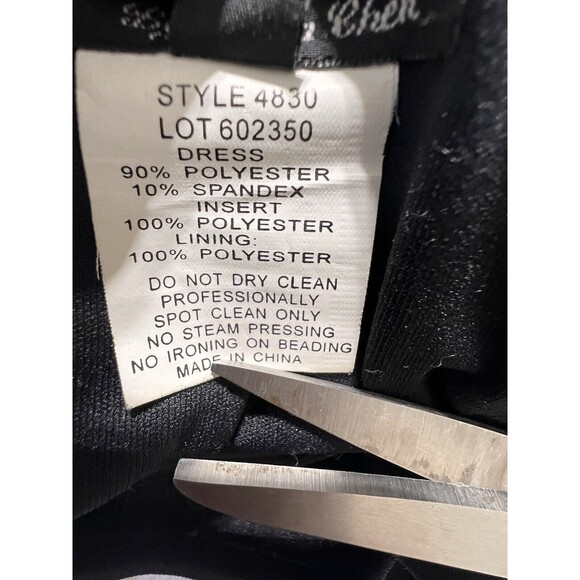 Cher
STYLE 4830
LOT 602350
DRESS
90% POLYESTER
10% SPANDEX
INSERT
100% POLYESTER
LINING:
100% POLYESTER
DO NOT DRY CLEAN
PROFESSIONALLY
SPOT CLEAN ONLY
NO STEAM PRESSING
NO IRONING ON BEADING
MADE IN CHINA